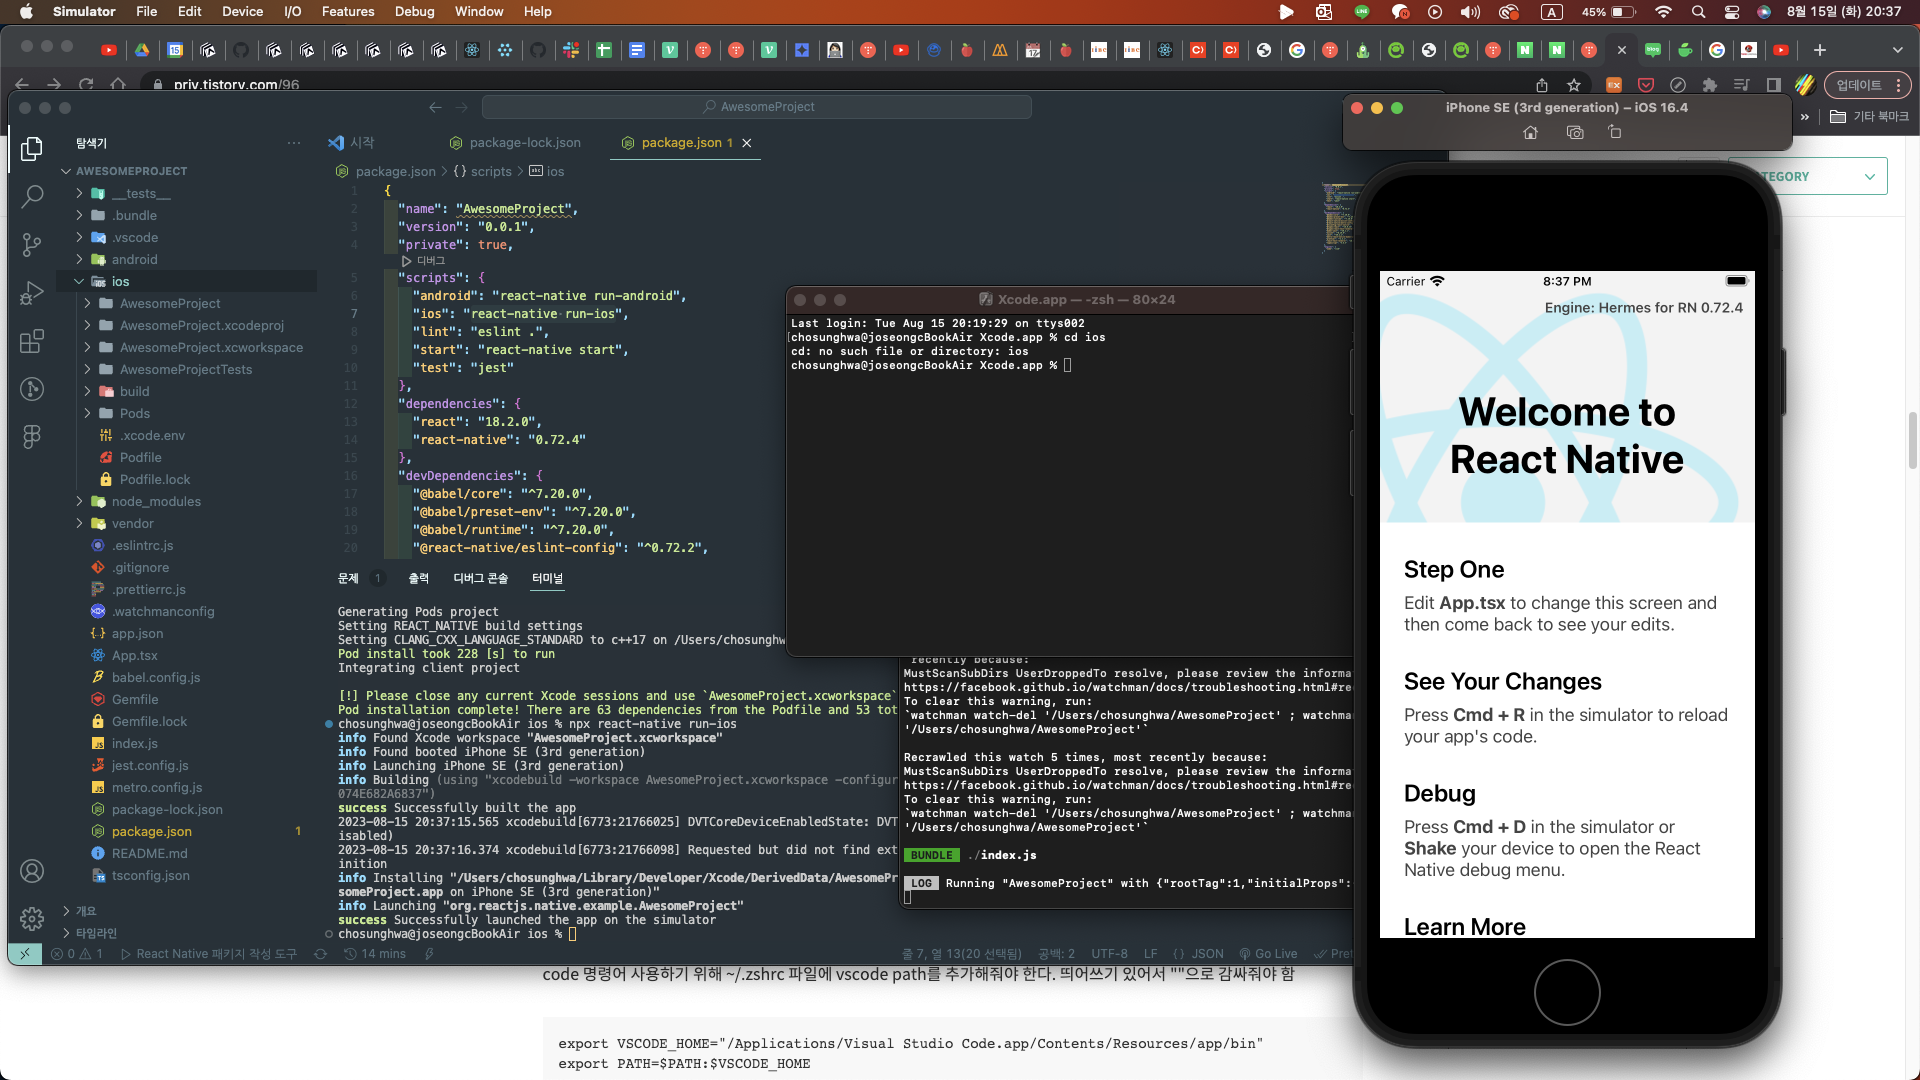 Simulator File Edit Device I/O Features Debug Window Help
A 45% 8월 15일 (화) 20:37
priv.tistory.com/96
업데이트
기타 북마크
AwesomeProject
탐색기
시작
package-lock.json
package.json 1
AWESOMEPROJECT
package.json > {} scripts > ios
__tests__
.bundle
.vscode
android
ios
AwesomeProject
AwesomeProject.xcodeproj
AwesomeProject.xcworkspace
AwesomeProjectTests
build
Pods
.xcode.env
Podfile
Podfile.lock
node_modules
vendor
.eslintrc.js
.gitignore
.prettierrc.js
.watchmanconfig
app.json
App.tsx
babel.config.js
Gemfile
Gemfile.lock
index.js
jest.config.js
metro.config.js
package-lock.json
package.json 1
README.md
tsconfig.json
개요
타임라인
1 {
2 "name": "AwesomeProject",
3 "version": "0.0.1",
4 "private": true,
디버그
5 "scripts": {
6 "android": "react-native run-android",
7 "ios": "react-native run-ios",
8 "lint": "eslint .",
9 "start": "react-native start",
10 "test": "jest"
11 },
12 "dependencies": {
13 "react": "18.2.0",
14 "react-native": "0.72.4"
15 },
16 "devDependencies": {
17 "@babel/core": "^7.20.0",
18 "@babel/preset-env": "^7.20.0",
19 "@babel/runtime": "^7.20.0",
20 "@react-native/eslint-config": "^0.72.2",
문제 1 출력 디버그 콘솔 터미널
Generating Pods project
Setting REACT_NATIVE build settings
Setting CLANG_CXX_LANGUAGE_STANDARD to c++17 on /Users/chosunghw
Pod install took 228 [s] to run
Integrating client project
[!] Please close any current Xcode sessions and use `AwesomeProject.xcworkspace`
Pod installation complete! There are 63 dependencies from the Podfile and 53 tot
chosunghwa@joseongcBookAir ios % npx react-native run-ios
info Found Xcode workspace "AwesomeProject.xcworkspace"
info Found booted iPhone SE (3rd generation)
info Launching iPhone SE (3rd generation)
info Building (using "xcodebuild -workspace AwesomeProject.xcworkspace -configur
074E682A6837")
success Successfully built the app
2023-08-15 20:37:15.565 xcodebuild[6773:21766025] DVTCoreDeviceEnabledState: DVT
isabled)
2023-08-15 20:37:16.374 xcodebuild[6773:21766098] Requested but did not find ext
inition
info Installing "/Users/chosunghwa/Library/Developer/Xcode/DerivedData/AwesomePr
someProject.app on iPhone SE (3rd generation)"
info Launching "org.reactjs.native.example.AwesomeProject"
success Successfully launched the app on the simulator
chosunghwa@joseongcBookAir ios %
0 1 React Native 패키지 작성 도구 14 mins
줄 7, 열 13(20 선택됨) 공백: 2 UTF-8 LF {} JSON Go Live Pret
Xcode.app — -zsh — 80×24
Last login: Tue Aug 15 20:19:29 on ttys002
[chosunghwa@joseongcBookAir Xcode.app % cd ios
cd: no such file or directory: ios
chosunghwa@joseongcBookAir Xcode.app %
recently because:
MustScanSubDirs UserDroppedTo resolve, please review the informa
https://facebook.github.io/watchman/docs/troubleshooting.html#re
To clear this warning, run:
`watchman watch-del '/Users/chosunghwa/AwesomeProject' ; watchma
'/Users/chosunghwa/AwesomeProject'`
Recrawled this watch 5 times, most recently because:
MustScanSubDirs UserDroppedTo resolve, please review the informa
https://facebook.github.io/watchman/docs/troubleshooting.html#re
To clear this warning, run:
`watchman watch-del '/Users/chosunghwa/AwesomeProject' ; watchma
'/Users/chosunghwa/AwesomeProject'`
BUNDLE ./index.js
LOG Running "AwesomeProject" with {"rootTag":1,"initialProps":
iPhone SE (3rd generation) – iOS 16.4
TEGORY
Carrier 8:37 PM
Engine: Hermes for RN 0.72.4
Welcome to
React Native
Step One
Edit App.tsx to change this screen and
then come back to see your edits.
See Your Changes
Press Cmd + R in the simulator to reload
your app's code.
Debug
Press Cmd + D in the simulator or
Shake your device to open the React
Native debug menu.
Learn More
code 명령어 사용하기 위해 ~/.zshrc 파일에 vscode path를 추가해줘야 한다. 띄어쓰기 있어서 ""으로 감싸줘야 함
export VSCODE_HOME="/Applications/Visual Studio Code.app/Contents/Resources/app/bin"
export PATH=$PATH:$VSCODE_HOME